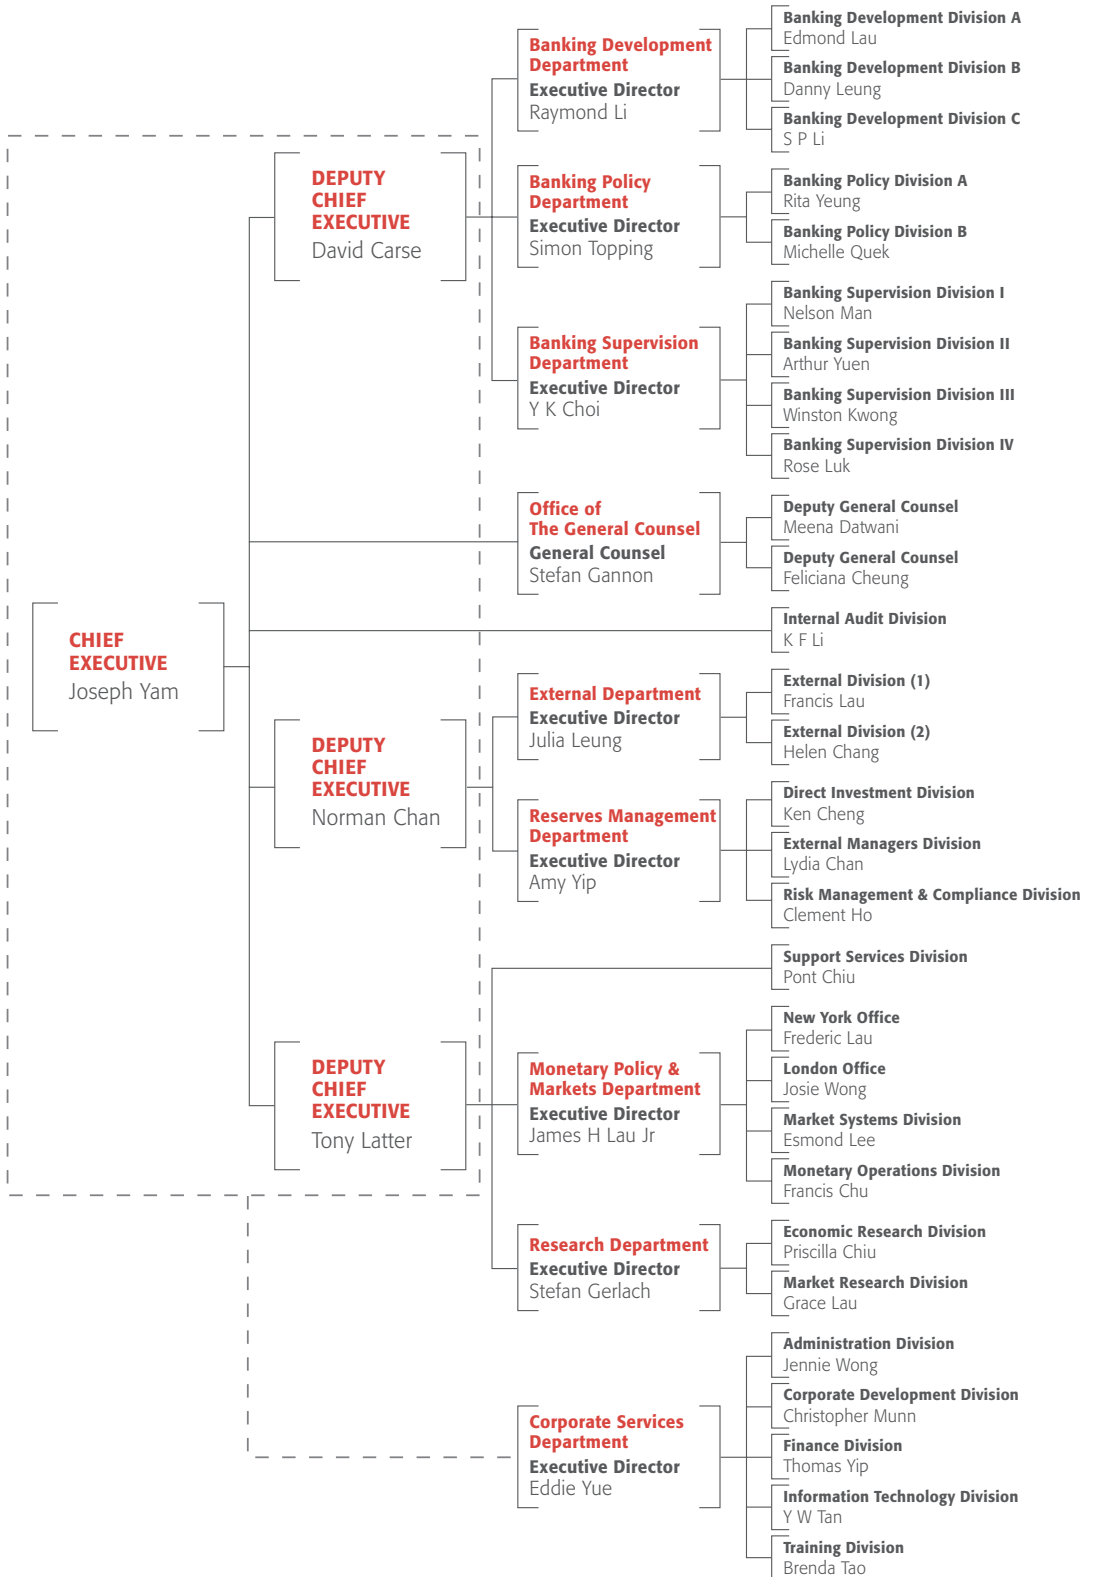 Banking Development Division A
Edmond Lau
Banking Development
Department
Executive Director
Raymond Li
Banking Development Division B
Danny Leung
Banking Development Division C
S P Li
DEPUTY
CHIEF
EXECUTIVE
David Carse
Banking Policy
Department
Executive Director
Simon Topping
Banking Policy Division A
Rita Yeung
Banking Policy Division B
Michelle Quek
Banking Supervision
Department
Executive Director
Y K Choi
Banking Supervision Division I
Nelson Man
Banking Supervision Division II
Arthur Yuen
Banking Supervision Division III
Winston Kwong
Banking Supervision Division IV
Rose Luk
Office of
The General Counsel
General Counsel
Stefan Gannon
Deputy General Counsel
Meena Datwani
Deputy General Counsel
Feliciana Cheung
CHIEF
EXECUTIVE
Joseph Yam
Internal Audit Division
K F Li
DEPUTY
CHIEF
EXECUTIVE
Norman Chan
External Department
Executive Director
Julia Leung
External Division (1)
Francis Lau
External Division (2)
Helen Chang
Reserves Management
Department
Executive Director
Amy Yip
Direct Investment Division
Ken Cheng
External Managers Division
Lydia Chan
Risk Management & Compliance Division
Clement Ho
Support Services Division
Pont Chiu
DEPUTY
CHIEF
EXECUTIVE
Tony Latter
Monetary Policy &
Markets Department
Executive Director
James H Lau Jr
New York Office
Frederic Lau
London Office
Josie Wong
Market Systems Division
Esmond Lee
Monetary Operations Division
Francis Chu
Research Department
Executive Director
Stefan Gerlach
Economic Research Division
Priscilla Chiu
Market Research Division
Grace Lau
Corporate Services
Department
Executive Director
Eddie Yue
Administration Division
Jennie Wong
Corporate Development Division
Christopher Munn
Finance Division
Thomas Yip
Information Technology Division
Y W Tan
Training Division
Brenda Tao